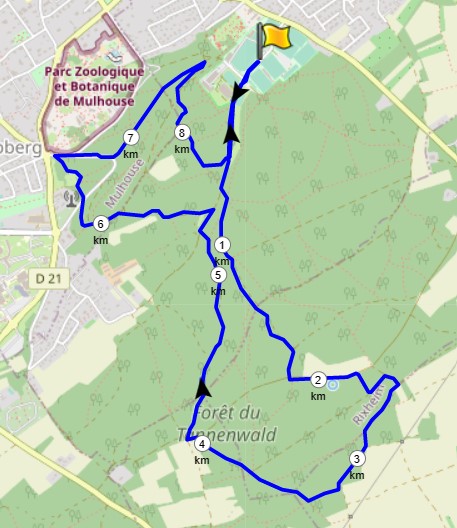 Parc Zoologique
et Botanique
de Mulhouse
oberg
7
km
8
km
Mulhouse
6
km
D 21
1
km
5
km
2
km
Rixheim
Forêt du
Tannenwald
4
km
3
km